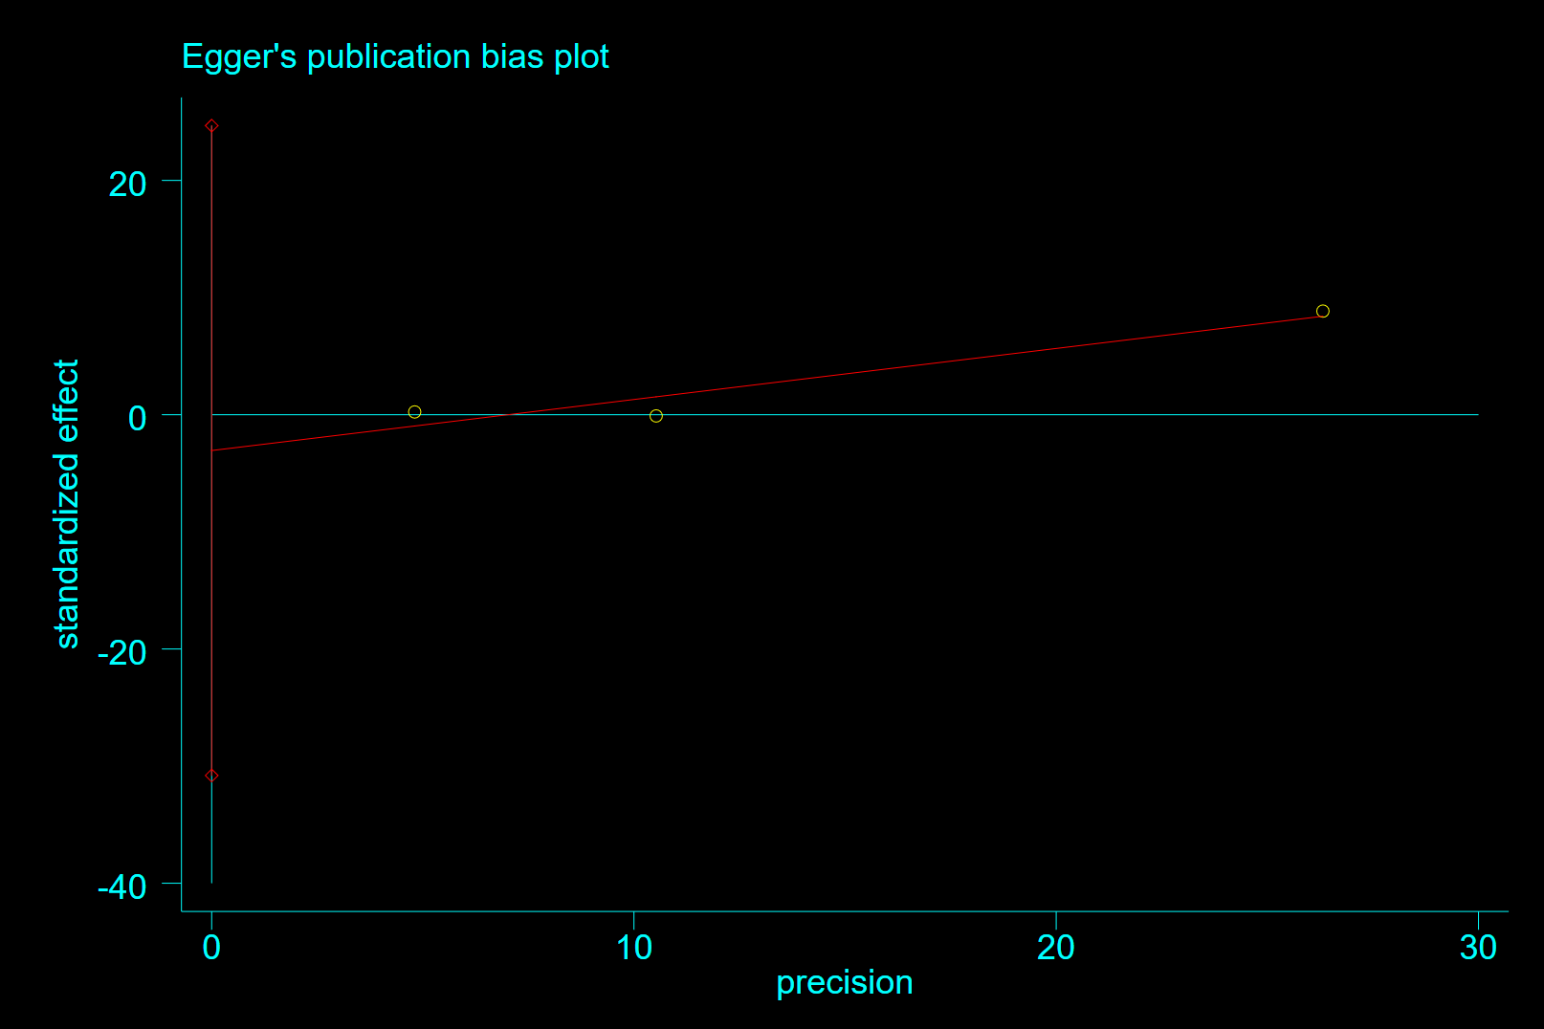 Egger's publication bias plot
20
0
-20
-40
standardized effect
0
10
20
30
precision